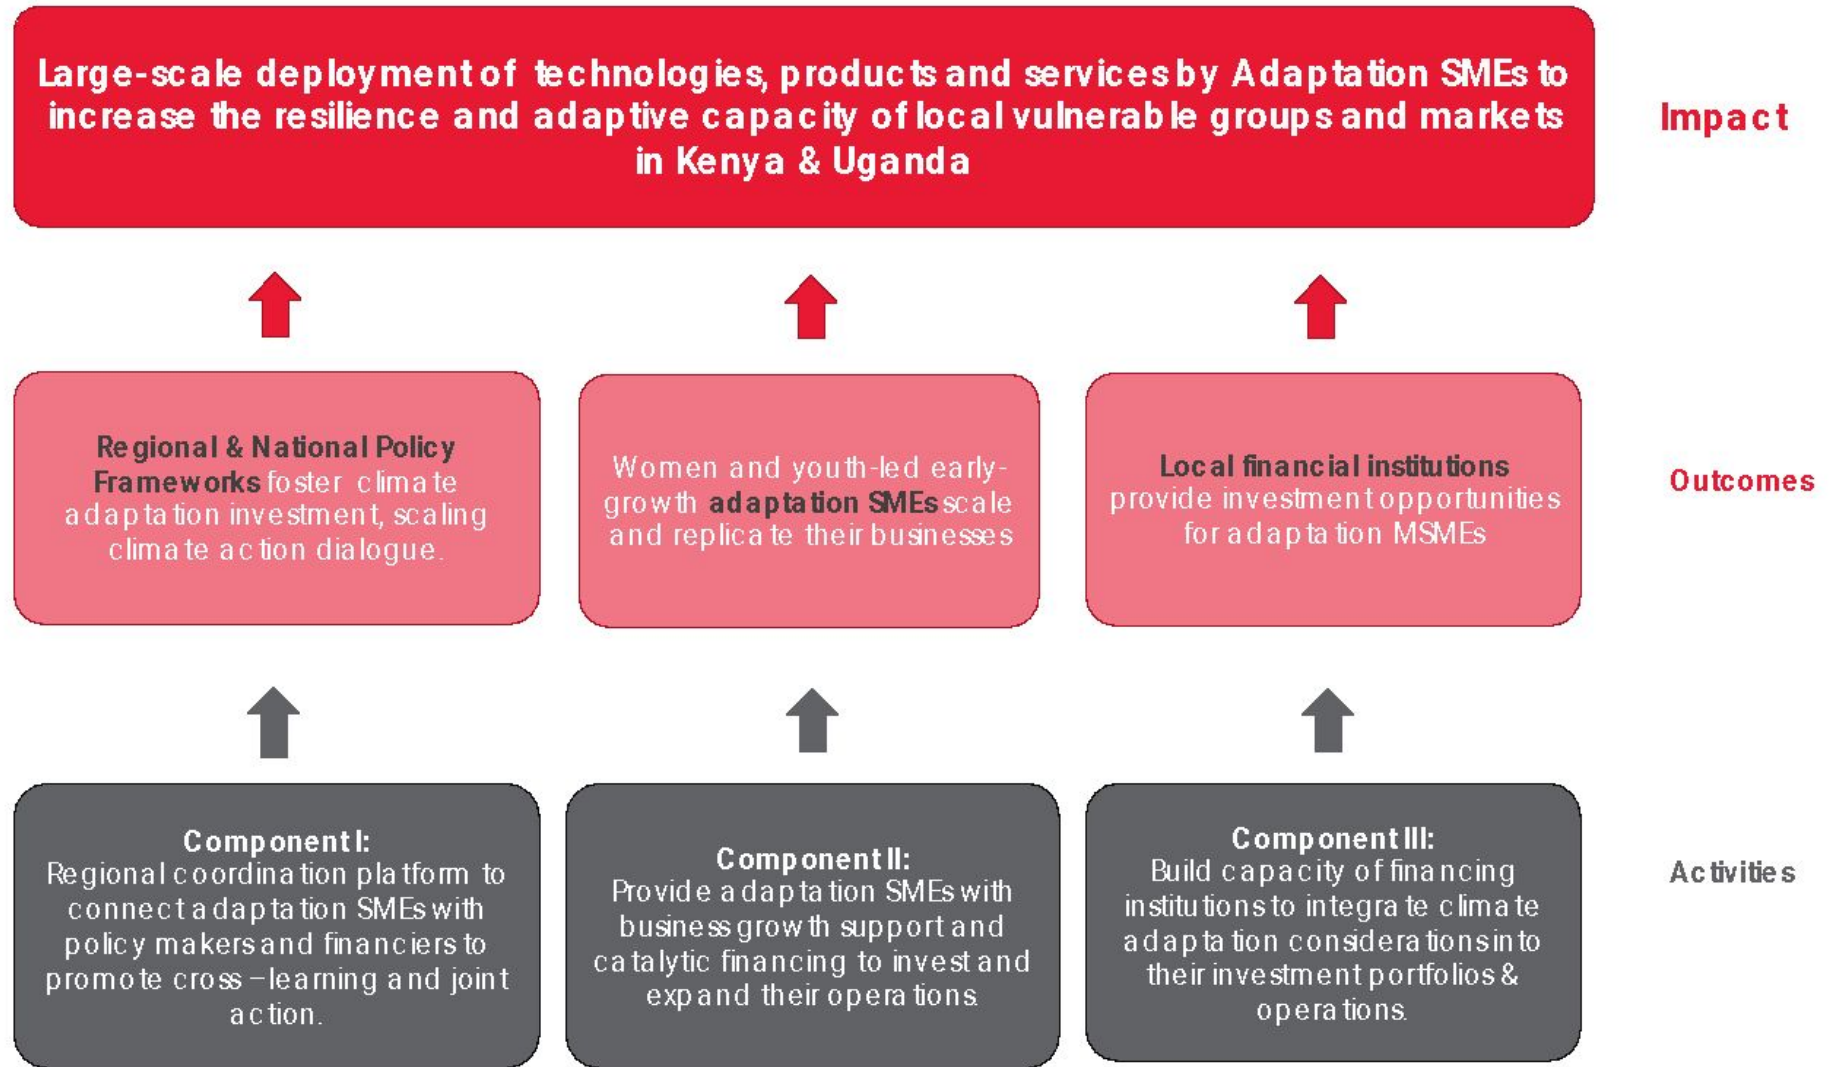 Large-scale deployment of technologies, products and services by Adaptation SMEs to
increase the resilience and adaptive capacity of local vulnerable groups and markets
in Kenya & Uganda
Impact
Regional & National Policy
Frameworks foster climate
adaptation investment, scaling
climate action dialogue.
Women and youth-led early-
growth adaptation SMEs scale
and replicate their businesses
Local financial institutions
provide investment opportunities
for adaptation MSMEs
Outcomes
Component I:
Regional coordination platform to
connect adaptation SMEs with
policy makers and financiers to
promote cross –learning and joint
action.
Component II:
Provide adaptation SMEs with
business growth support and
catalytic financing to invest and
expand their operations.
Component III:
Build capacity of financing
institutions to integrate climate
adaptation considerations into
their investment portfolios &
operations.
Activities